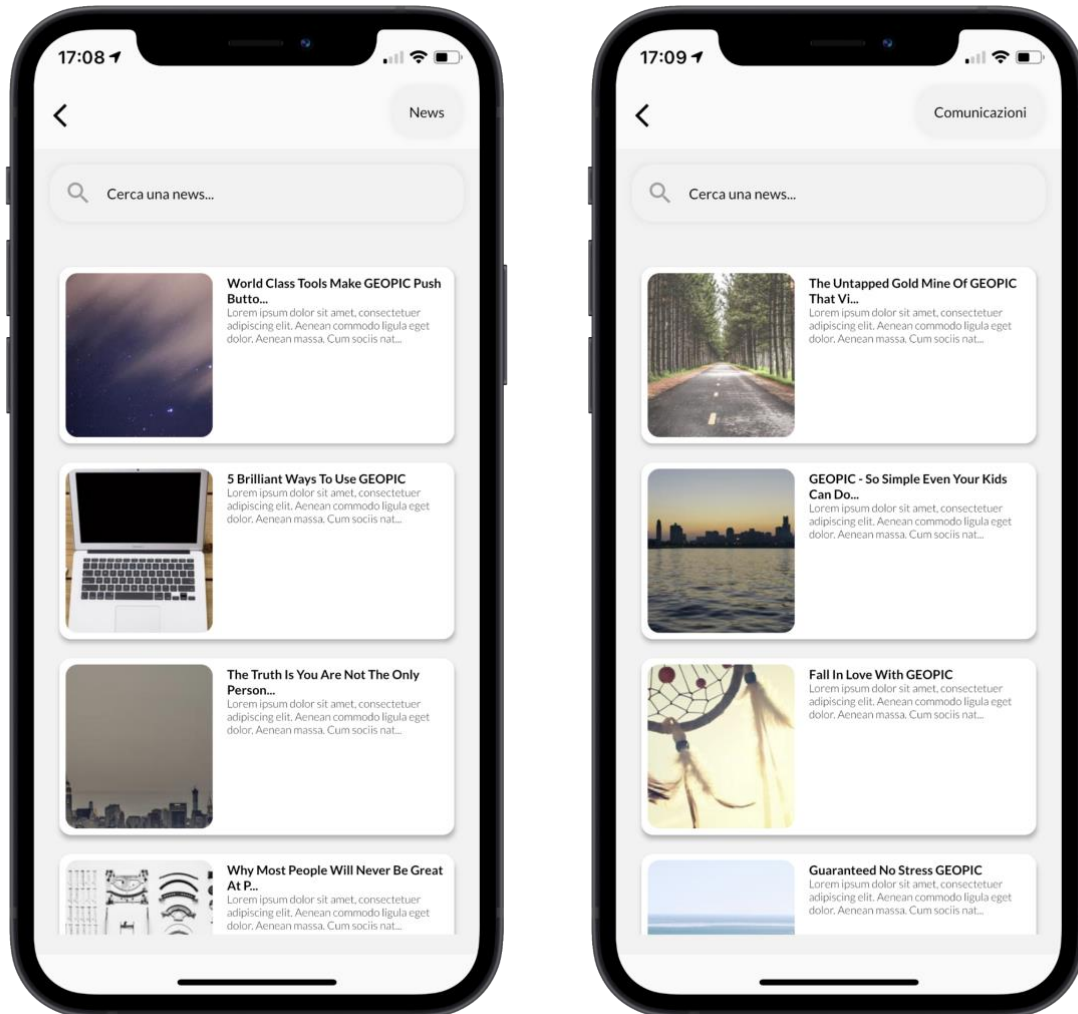 17:08
News
Cerca una news...
World Class Tools Make GEOPIC Push
Butto...
Lorem ipsum dolor sit amet, consectetuer
adipiscing elit. Aenean commodo ligula eget
dolor. Aenean massa. Cum sociis nat...
5 Brilliant Ways To Use GEOPIC
Lorem ipsum dolor sit amet, consectetuer
adipiscing elit. Aenean commodo ligula eget
dolor. Aenean massa. Cum sociis nat...
The Truth Is You Are Not The Only
Person...
Lorem ipsum dolor sit amet, consectetuer
adipiscing elit. Aenean commodo ligula eget
dolor. Aenean massa. Cum sociis nat...
Why Most People Will Never Be Great
At P...
Lorem ipsum dolor sit amet, consectetuer
adipiscing elit. Aenean commodo ligula eget
dolor. Aenean massa. Cum sociis nat...
17:09
Comunicazioni
Cerca una news...
The Untapped Gold Mine Of GEOPIC
That Vi...
Lorem ipsum dolor sit amet, consectetuer
adipiscing elit. Aenean commodo ligula eget
dolor. Aenean massa. Cum sociis nat...
GEOPIC - So Simple Even Your Kids
Can Do...
Lorem ipsum dolor sit amet, consectetuer
adipiscing elit. Aenean commodo ligula eget
dolor. Aenean massa. Cum sociis nat...
Fall In Love With GEOPIC
Lorem ipsum dolor sit amet, consectetuer
adipiscing elit. Aenean commodo ligula eget
dolor. Aenean massa. Cum sociis nat...
Guaranteed No Stress GEOPIC
Lorem ipsum dolor sit amet, consectetuer
adipiscing elit. Aenean commodo ligula eget
dolor. Aenean massa. Cum sociis nat...